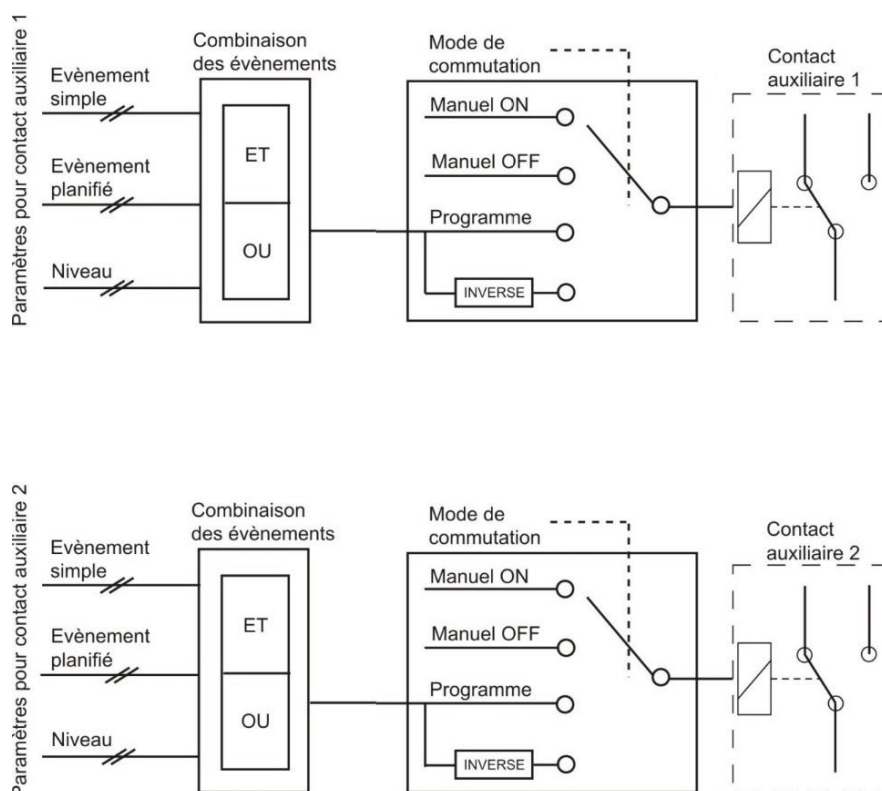 Paramètres pour contact auxiliaire 1
Evènement
simple
Evènement
planifié
Niveau
Combinaison
des évènements
ET
OU
Mode de
commutation
Manuel ON
Manuel OFF
Programme
INVERSE
Contact
auxiliaire 1
Paramètres pour contact auxiliaire 2
Evènement
simple
Evènement
planifié
Niveau
Combinaison
des évènements
ET
OU
Mode de
commutation
Manuel ON
Manuel OFF
Programme
INVERSE
Contact
auxiliaire 2